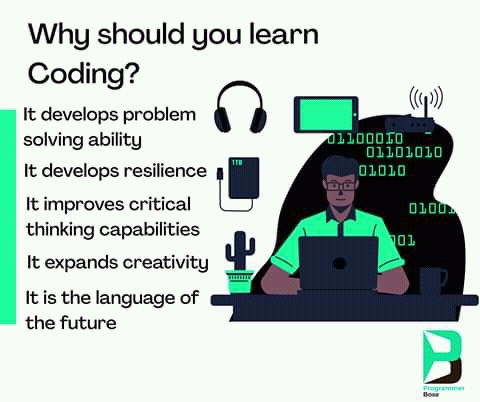 Why should you learn
Coding?
It develops problem
solving ability
It develops resilience
It improves critical
thinking capabilities
It expands creativity
It is the language of
the future
1TB
01100010
01101010
01010
0100
001
Programmer
Boss